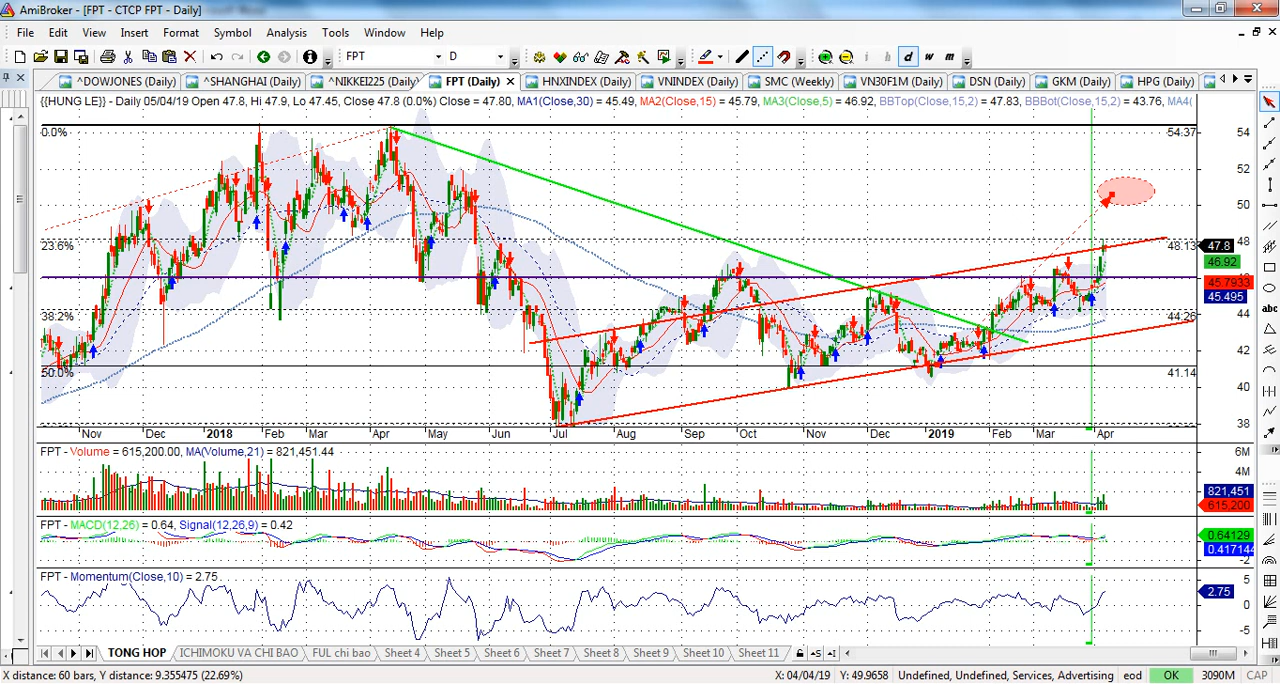 AmiBroker - [FPT - CTCP FPT - Daily]
File Edit View Insert Format Symbol Analysis Tools Window Help
FPT D i h d w m
^DOWJONES (Daily) ^SHANGHAI (Daily) ^NIKKEI225 (Daily) FPT (Daily) HNXINDEX (Daily) VNINDEX (Daily) SMC (Weekly) VN30F1M (Daily) DSN (Daily) GKM (Daily) HPG (Daily)
{{HUNG LE}} - Daily 05/04/19 Open 47.8, Hi 47.9, Lo 47.45, Close 47.8 (0.0%) Close = 47.80, MA1(Close,30) = 45.49, MA2(Close,15) = 45.79, MA3(Close,5) = 46.92, BBTop(Close,15,2) = 47.83, BBBot(Close,15,2) = 43.76, MA4(
0.0% 54.37 54
52
50
23.6% 48.13 48 47.8
46.92
45.7933
45.495
38.2% 44.26 44
42
50.0% 41.14
40
38
Nov Dec 2018 Feb Mar Apr May Jun Jul Aug Sep Oct Nov Dec 2019 Feb Mar Apr
FPT - Volume = 615,200.00, MA(Volume,21) = 821,451.44 6M
4M
821,451
615,200
FPT - MACD(12,26) = 0.64, Signal(12,26,9) = 0.42
0.64129
0.417144
-2
FPT - Momentum(Close,10) = 2.75 5
2.75
0
-5
TONG HOP ICHIMOKU VA CHI BAO FUL chi bao Sheet 4 Sheet 5 Sheet 6 Sheet 7 Sheet 8 Sheet 9 Sheet 10 Sheet 11
X distance: 60 bars, Y distance: 9.355475 (22.69%) X: 04/04/19 Y: 49.9658 Undefined, Undefined, Services, Advertising eod OK 3090M CAP
abc